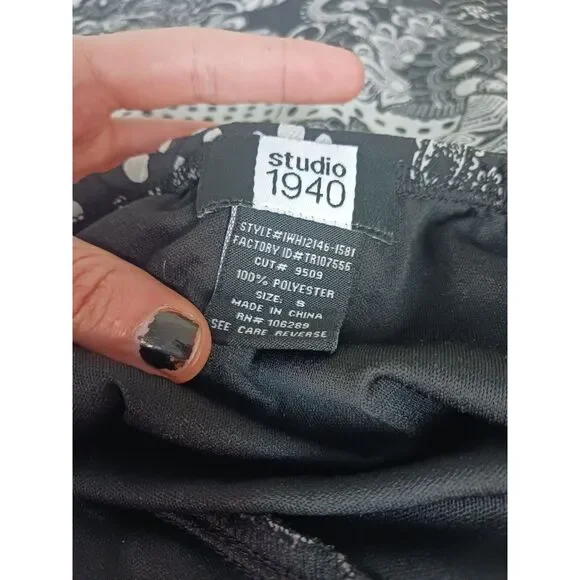 studio
1940
STYLE#1WH12146-1581
FACTORY ID#TR107556
CUT# 9509
100% POLYESTER
SIZE: S
MADE IN CHINA
RN# 106289
SEE CARE REVERSE